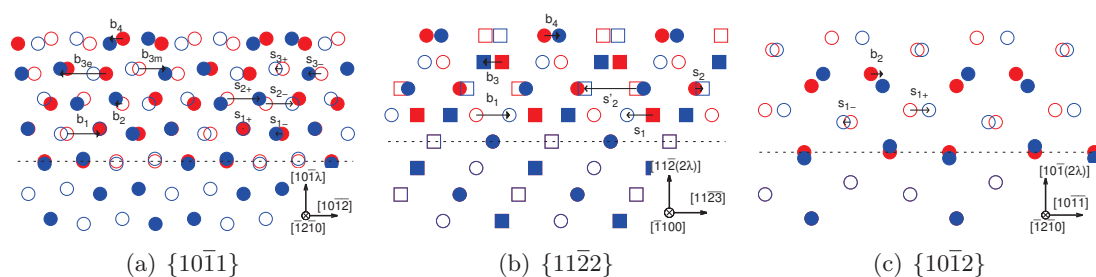 b₄
b₃ₑ
b₃ₘ
s₃₊
s₃₋
b₂
s₂₊
s₂₋
b₁
s₁₊
s₁₋
[101̅λ]
[101̅2̅]
[1̅21̅0]
(a) {101̅1}
b₄
b₃
s₂
s'₂
b₁
s₁
[112̅(2λ)]
[112̅3̅]
[1̅100]
(b) {112̅2}
b₂
s₁₋
s₁₊
[101̅(2λ)]
[101̅1̅]
[1̅21̅0]
(c) {101̅2}